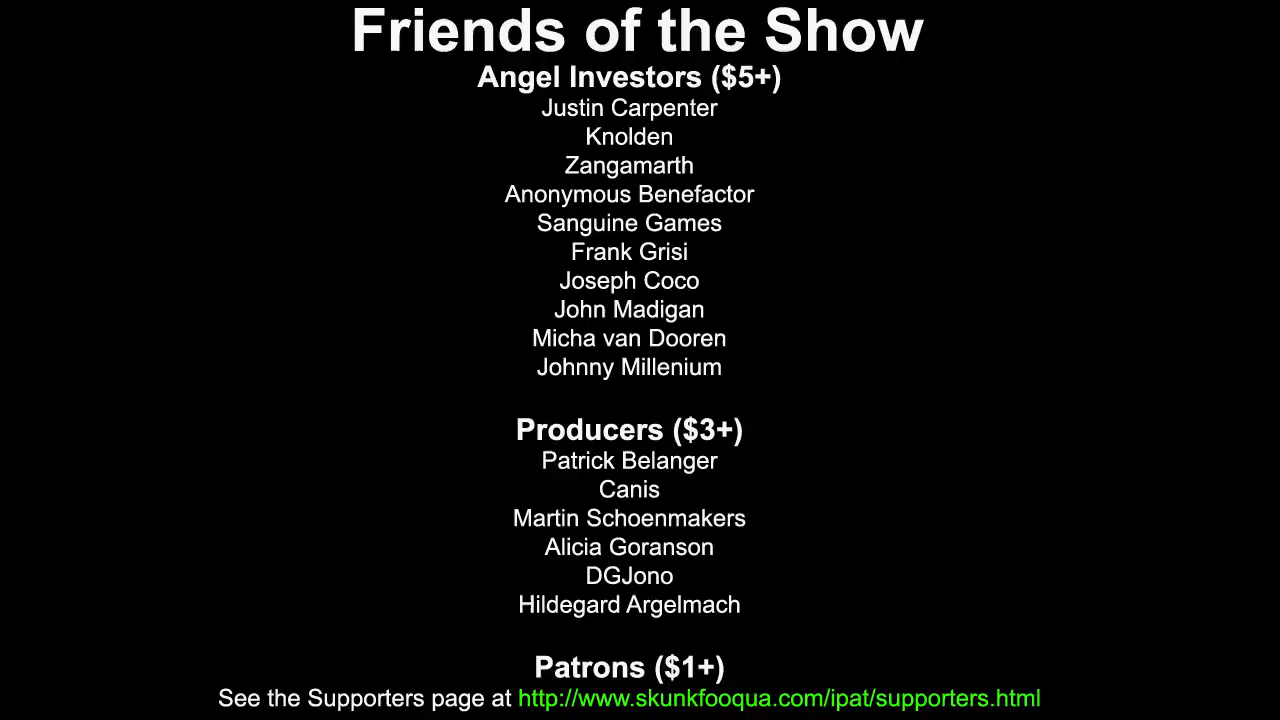 Friends of the Show
Angel Investors ($5+)
Justin Carpenter
Knolden
Zangamarth
Anonymous Benefactor
Sanguine Games
Frank Grisi
Joseph Coco
John Madigan
Micha van Dooren
Johnny Millenium
Producers ($3+)
Patrick Belanger
Canis
Martin Schoenmakers
Alicia Goranson
DGJono
Hildegard Argelmach
Patrons ($1+)
See the Supporters page at http://www.skunkfooqua.com/ipat/supporters.html